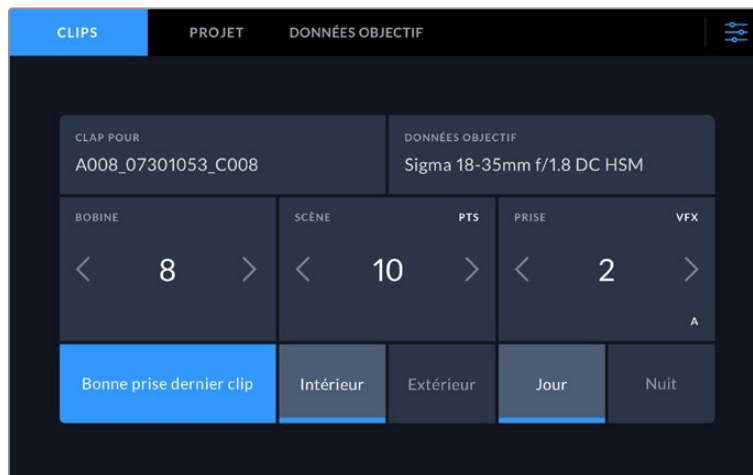 CLIPS PROJET DONNÉES OBJECTIF
CLAP POUR DONNÉES OBJECTIF
A008_07301053_C008 Sigma 18-35mm f/1.8 DC HSM
BOBINE SCÈNE PTS PRISE VFX
8 10 2
A
Bonne prise dernier clip Intérieur Extérieur Jour Nuit